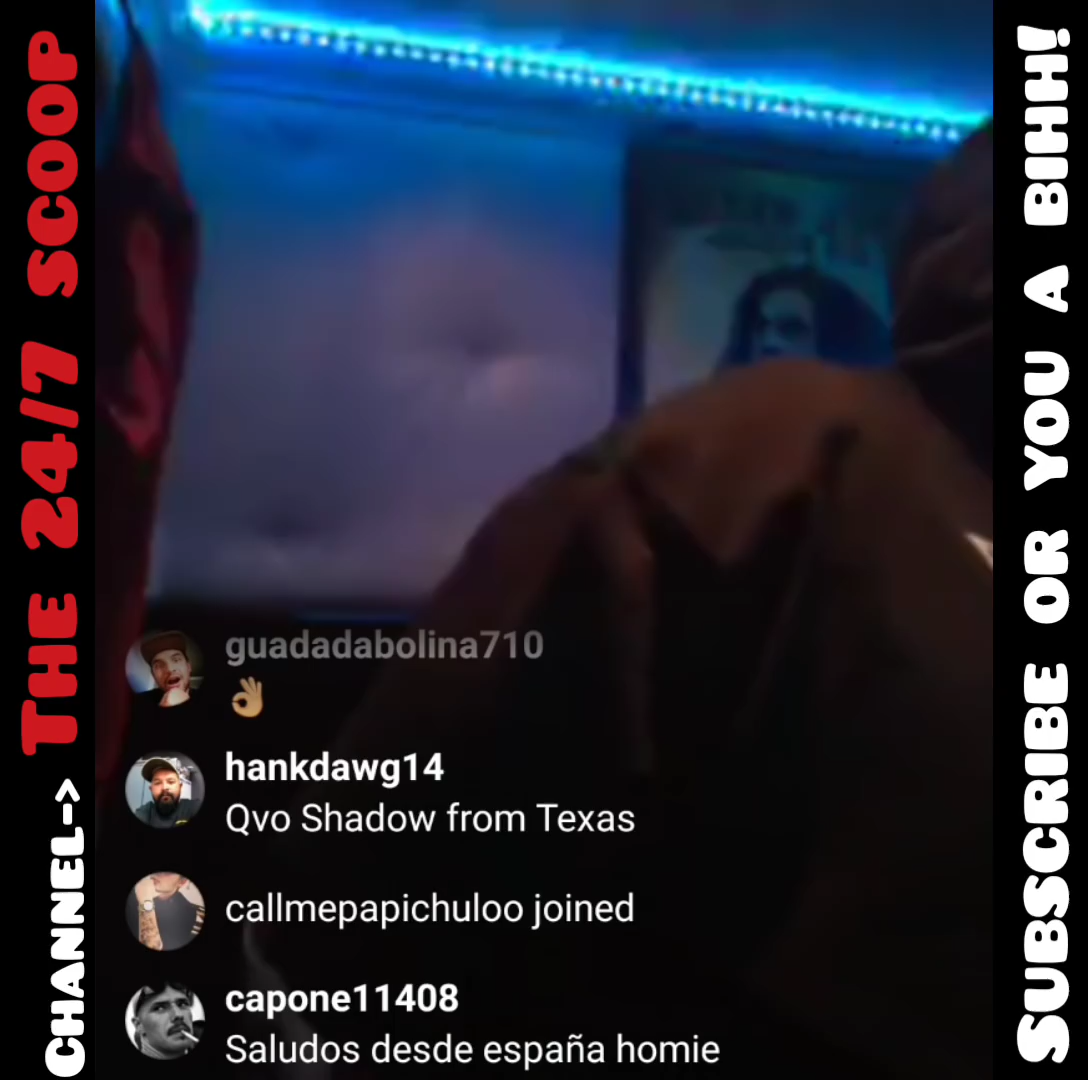 CHANNEL--> THE 24/7 SCOOP
guadadabolina710
👌🏼
hankdawg14
Qvo Shadow from Texas
callmepapichuloo joined
capone11408
Saludos desde españa homie
SUBSCRIBE OR YOU A BIHH!